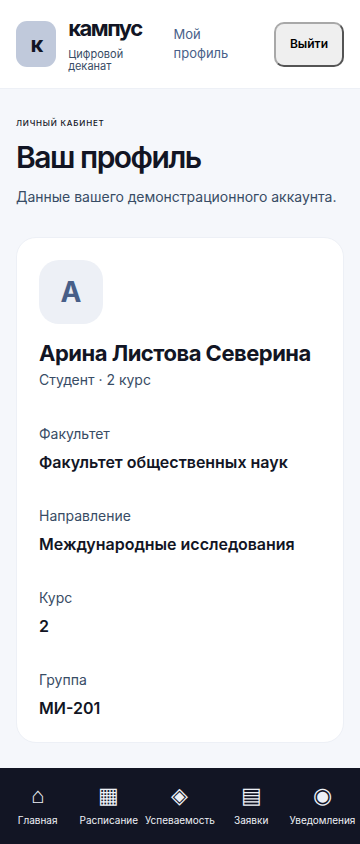 к
кампус
Цифровой
деканат
Мой
профиль
Выйти
ЛИЧНЫЙ КАБИНЕТ
Ваш профиль
Данные вашего демонстрационного аккаунта.
А
Арина Листова Северина
Студент · 2 курс
Факультет
Факультет общественных наук
Направление
Международные исследования
Курс
2
Группа
МИ-201
Главная
Расписание
Успеваемость
Заявки
Уведомления